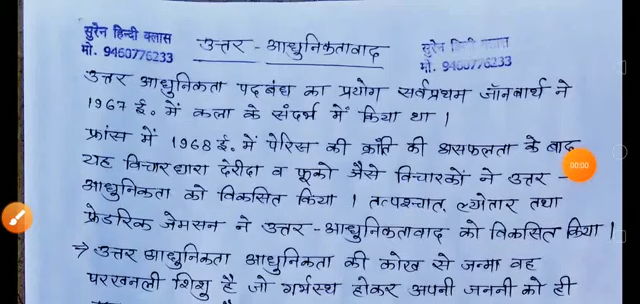 सुरेन हिन्दी क्लास
मो. 9460776233
उत्तर - आधुनिकतावाद
सुरेन हिन्दी क्लास
मो. 9460776233
उत्तर आधुनिकता पदबंध का प्रयोग सर्वप्रथम जॉनबार्थ ने
1967 ई. में कला के संदर्भ में किया था ।
फ्रांस में 1968 ई. में पेरिस की क्रांति की असफलता के बाद
यह विचारधारा देरीदा व फूको जैसे विचारकों ने उत्तर -
आधुनिकता को विकसित किया । तत्पश्चात् ल्योतार तथा
फ्रेडरिक जेमसन ने उत्तर-आधुनिकतावाद को विकसित किया ।
→ उत्तर आधुनिकता आधुनिकता की कोख से जन्मा वह
परखनली शिशु है जो गर्भस्थ होकर अपनी जननी को ही
00:00